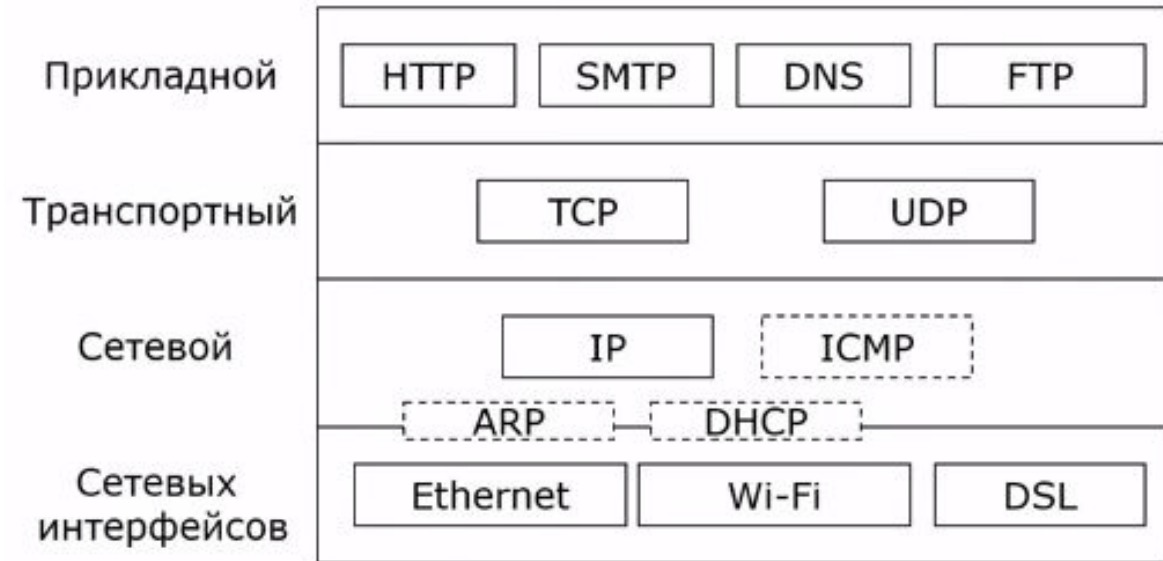 Прикладной HTTP SMTP DNS FTP
Транспортный TCP UDP
Сетевой IP ICMP
ARP DHCP
Сетевых
интерфейсов
Ethernet Wi-Fi DSL